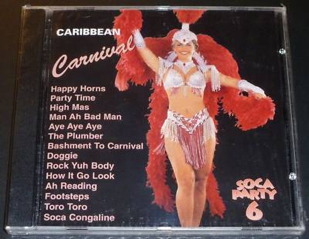 CARIBBEAN
Carnival
Happy Horns
Party Time
High Mas
Man Ah Bad Man
Aye Aye Aye
The Plumber
Bashment To Carnival
Doggie
Rock Yuh Body
How It Go Look
Ah Reading
Footsteps
Toro Toro
Soca Congaline
SOCA
PARTY
6